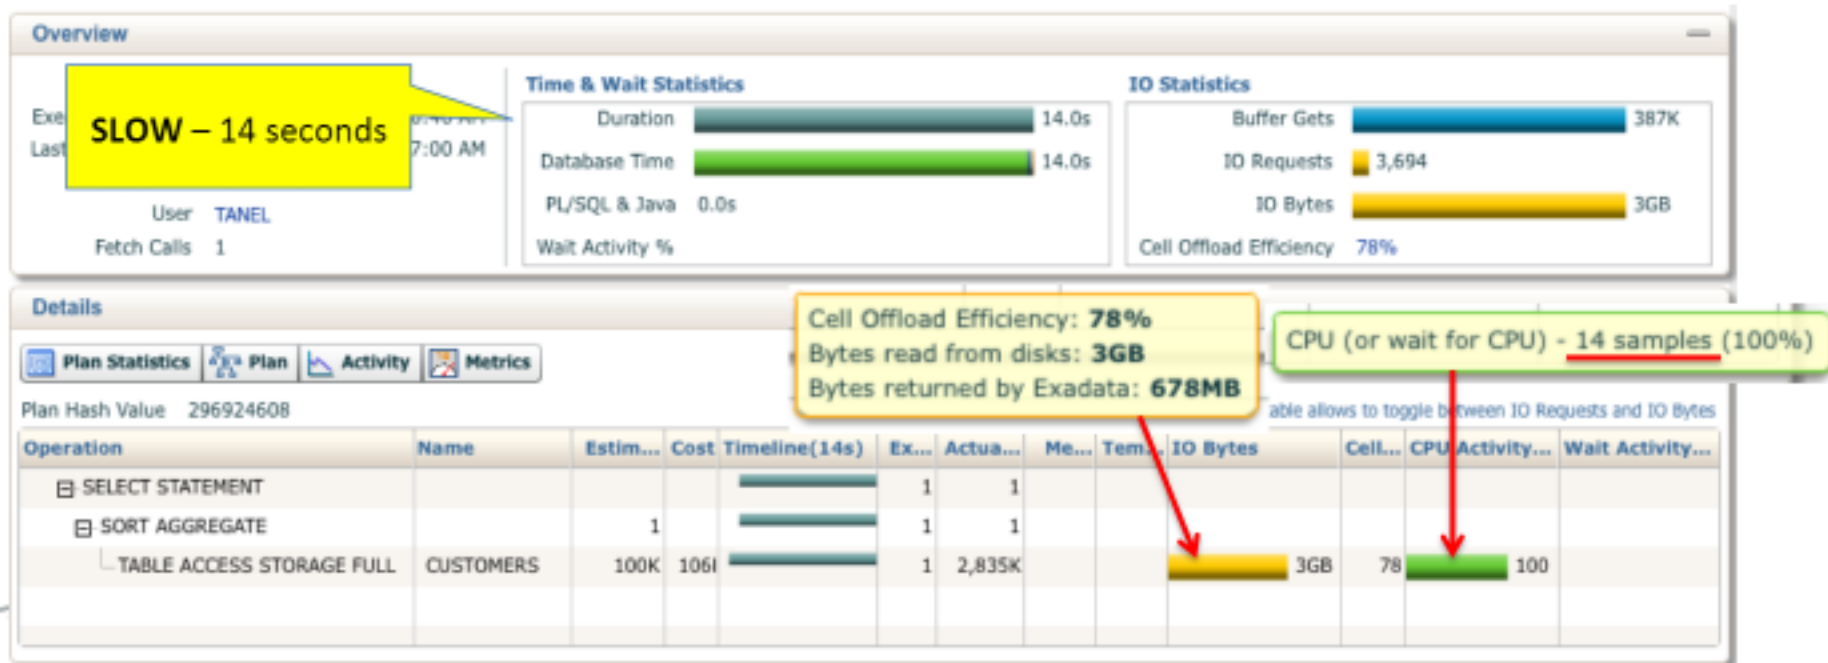 Overview
SLOW – 14 seconds
Exe
Last
7:00 AM
User TANEL
Fetch Calls 1
Time & Wait Statistics
Duration 14.0s
Database Time 14.0s
PL/SQL & Java 0.0s
Wait Activity %
IO Statistics
Buffer Gets 387K
IO Requests 3,694
IO Bytes 3GB
Cell Offload Efficiency 78%
Details
Cell Offload Efficiency: 78%
Bytes read from disks: 3GB
Bytes returned by Exadata: 678MB
CPU (or wait for CPU) - 14 samples (100%)
Plan Statistics Plan Activity Metrics
Plan Hash Value 296924608
able allows to toggle between IO Requests and IO Bytes
Operation Name Estim... Cost Timeline(14s) Ex... Actua... Me... Tem... IO Bytes Cell... CPU Activity... Wait Activity...
SELECT STATEMENT 1 1
SORT AGGREGATE 1 1 1
TABLE ACCESS STORAGE FULL CUSTOMERS 100K 1 2,835K 3GB 78 100